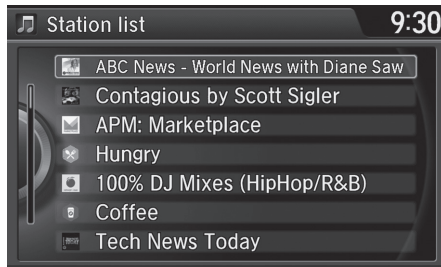 Station list
9:30
ABC News - World News with Diane Saw
Contagious by Scott Sigler
APM: Marketplace
Hungry
100% DJ Mixes (HipHop/R&B)
Coffee
Tech News Today